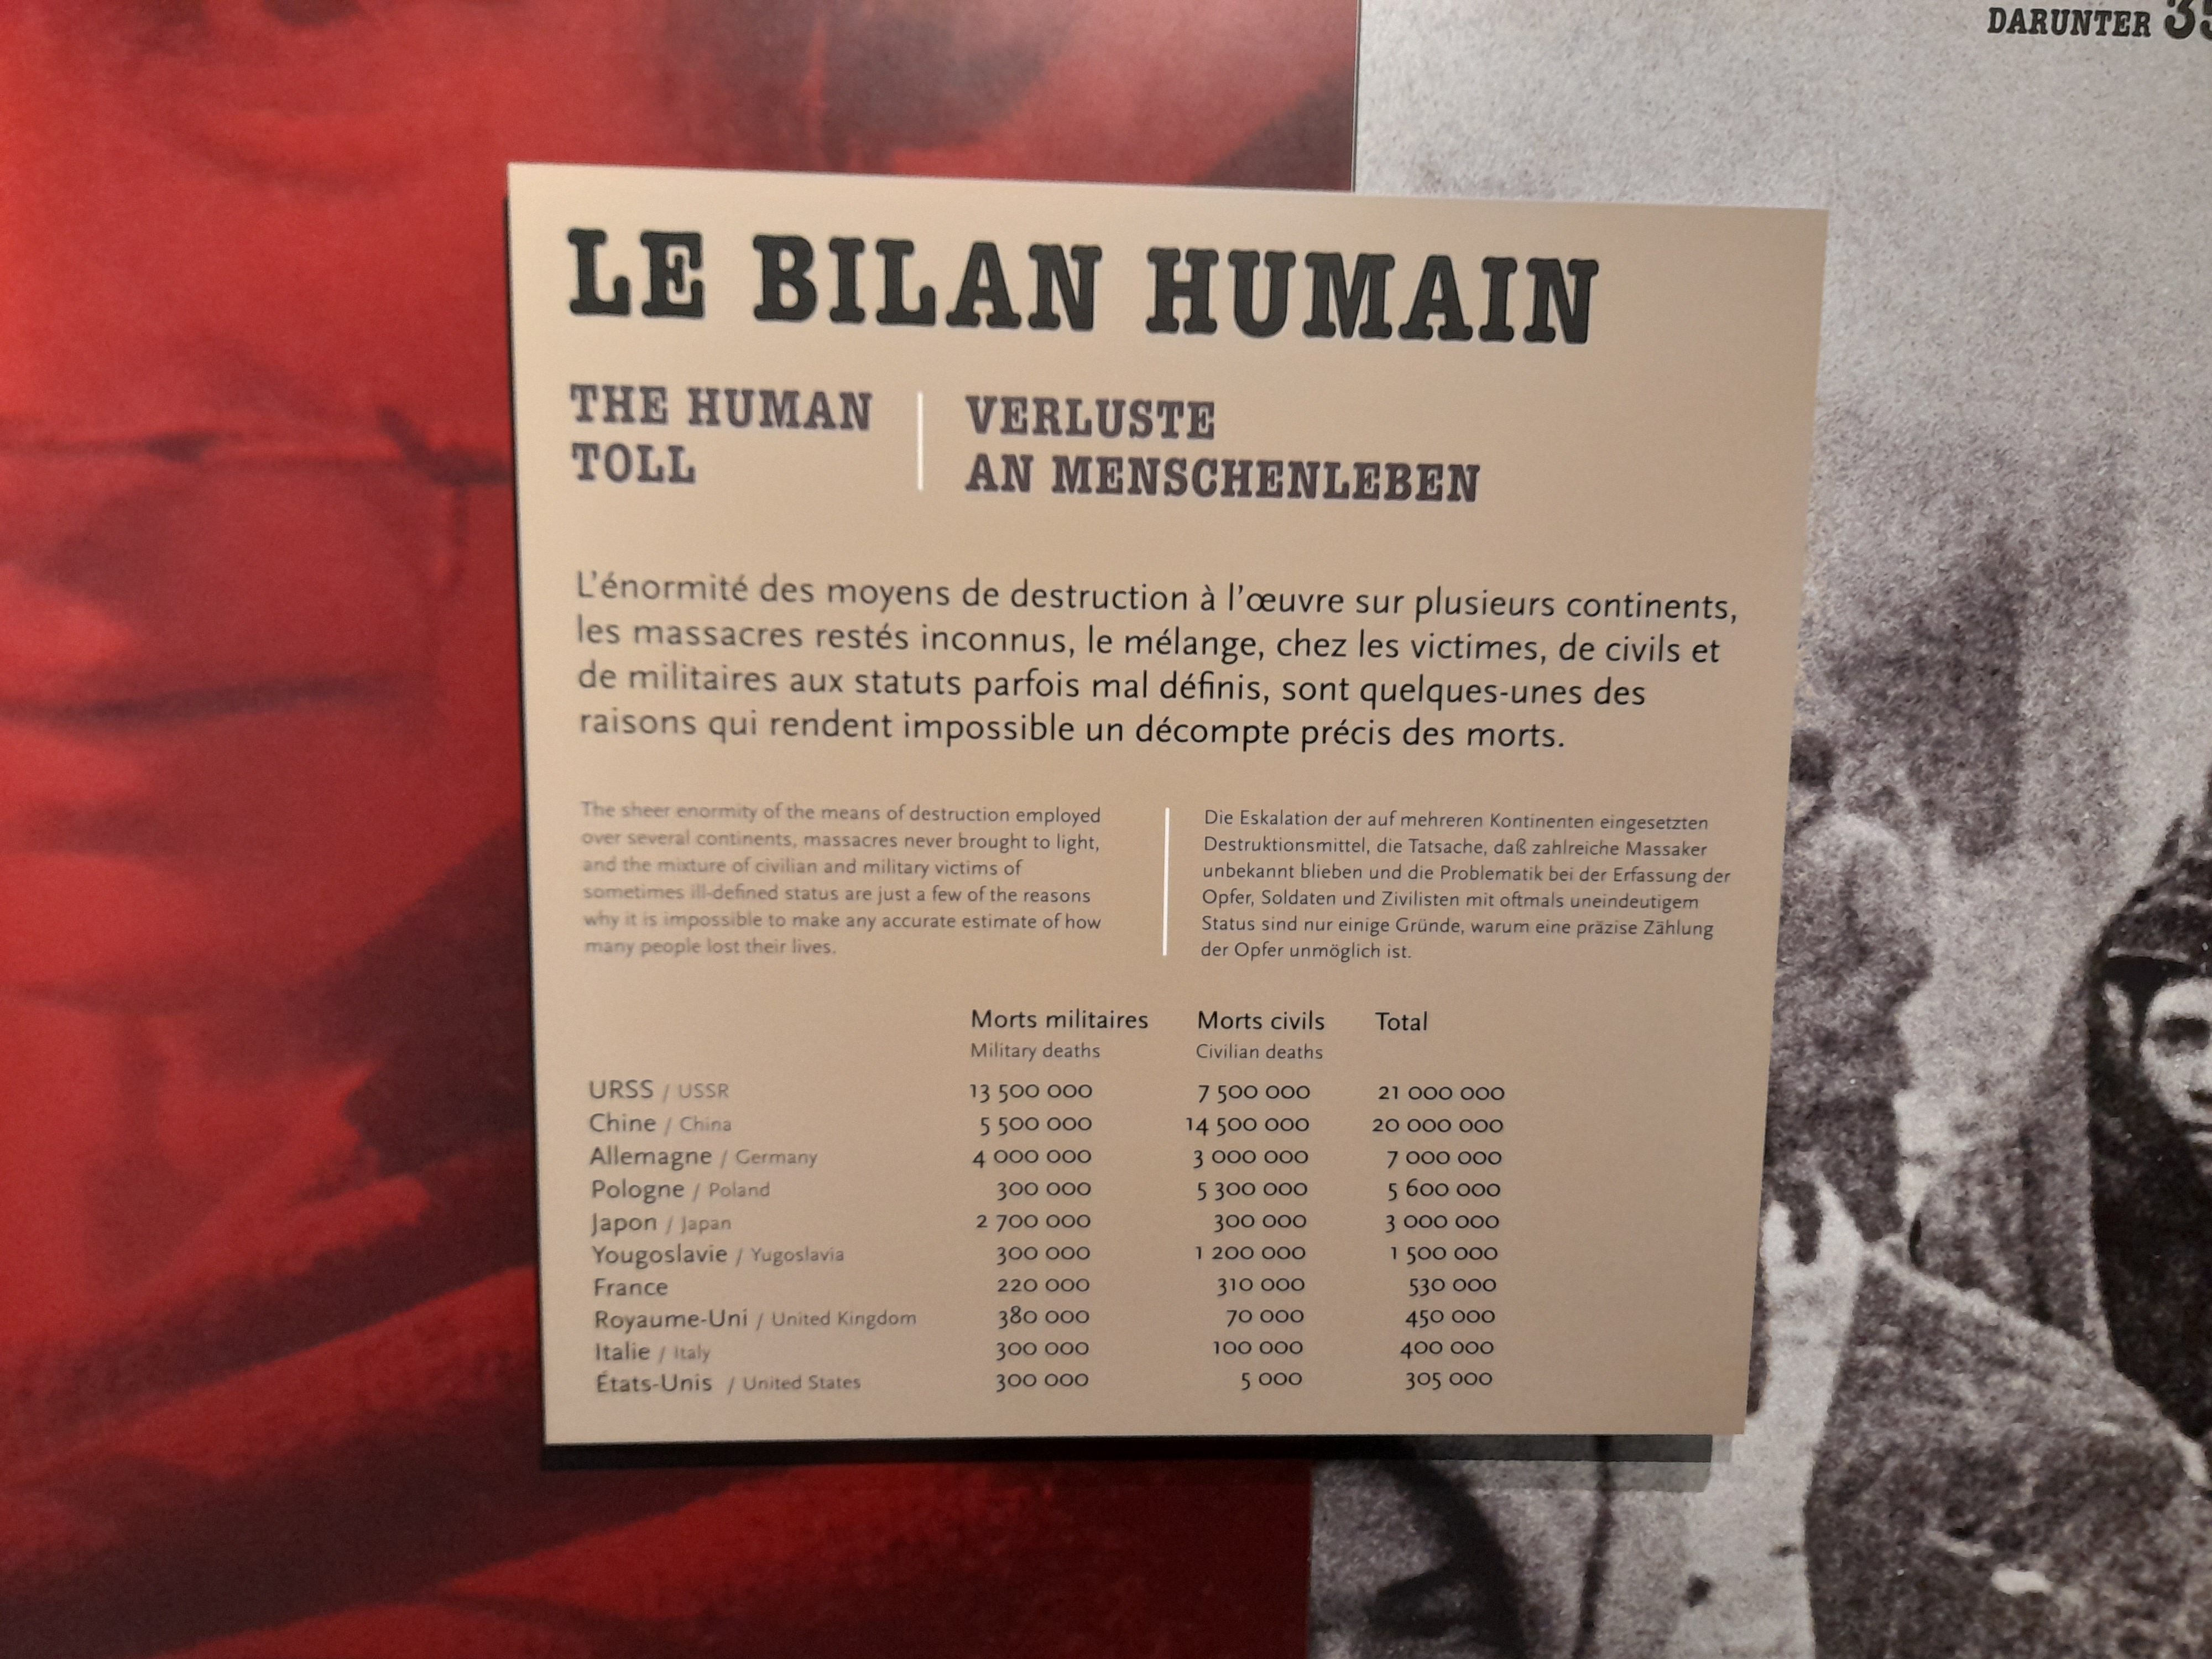 DARUNTER
LE BILAN HUMAIN
THE HUMAN
TOLL
VERLUSTE
AN MENSCHENLEBEN
L'énormité des moyens de destruction à l'œuvre sur plusieurs continents,
les massacres restés inconnus, le mélange, chez les victimes, de civils et
de militaires aux statuts parfois mal définis, sont quelques-unes des
raisons qui rendent impossible un décompte précis des morts.
The sheer enormity of the means of destruction employed
over several continents, massacres never brought to light,
and the mixture of civilian and military victims of
sometimes ill-defined status are just a few of the reasons
why it is impossible to make any accurate estimate of how
many people lost their lives.
Die Eskalation der auf mehreren Kontinenten eingesetzten
Destruktionsmittel, die Tatsache, daß zahlreiche Massaker
unbekannt blieben und die Problematik bei der Erfassung der
Opfer, Soldaten und Zivilisten mit oftmals uneindeutigem
Status sind nur einige Gründe, warum eine präzise Zählung
der Opfer unmöglich ist.
Morts militaires Morts civils Total
Military deaths Civilian deaths
URSS / USSR 13 500 000 7 500 000 21 000 000
Chine / China 5 500 000 14 500 000 20 000 000
Allemagne / Germany 4 000 000 3 000 000 7 000 000
Pologne / Poland 300 000 5 300 000 5 600 000
Japon / Japan 2 700 000 300 000 3 000 000
Yougoslavie / Yugoslavia 300 000 1 200 000 1 500 000
France 220 000 310 000 530 000
Royaume-Uni / United Kingdom 380 000 70 000 450 000
Italie / Italy 300 000 100 000 400 000
États-Unis / United States 300 000 5 000 305 000